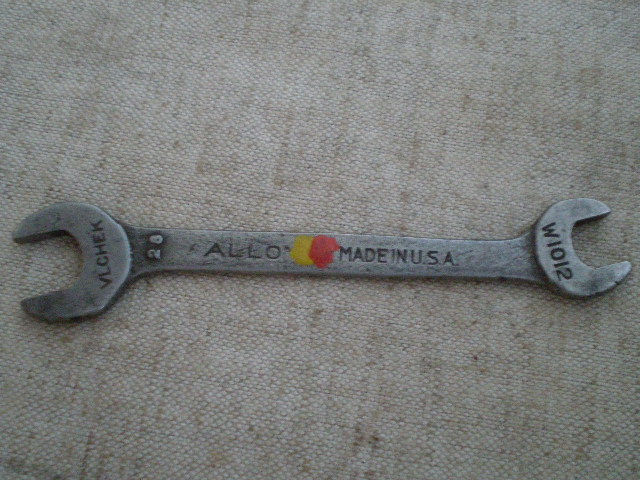 VLCHEK
28
ALLO
MADE IN U.S.A.
W1012